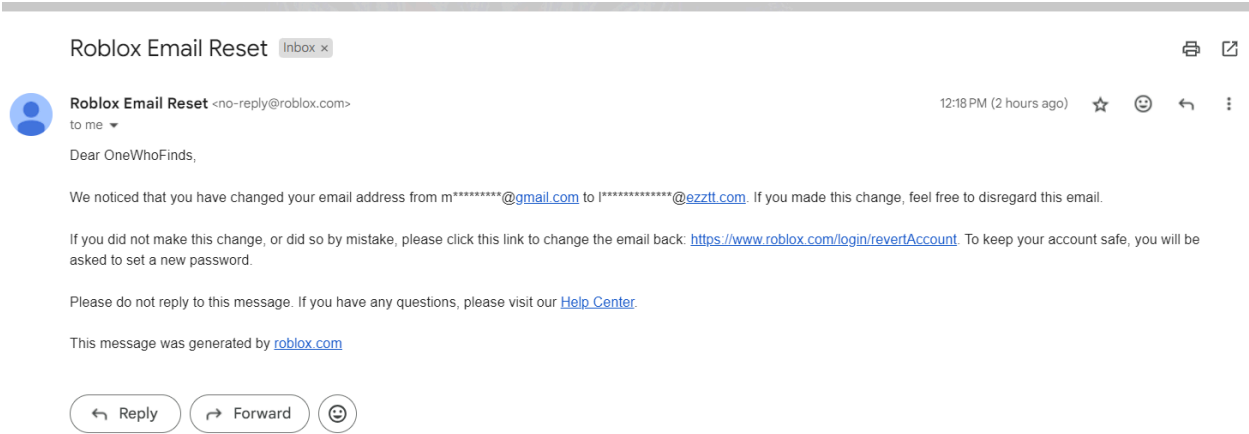 Roblox Email Reset Inbox ×
Roblox Email Reset <no-reply@roblox.com> 12:18 PM (2 hours ago)
to me
Dear OneWhoFinds,
We noticed that you have changed your email address from m*********@gmail.com to l*************@ezztt.com. If you made this change, feel free to disregard this email.
If you did not make this change, or did so by mistake, please click this link to change the email back: https://www.roblox.com/login/revertAccount. To keep your account safe, you will be
asked to set a new password.
Please do not reply to this message. If you have any questions, please visit our Help Center.
This message was generated by roblox.com
Reply Forward